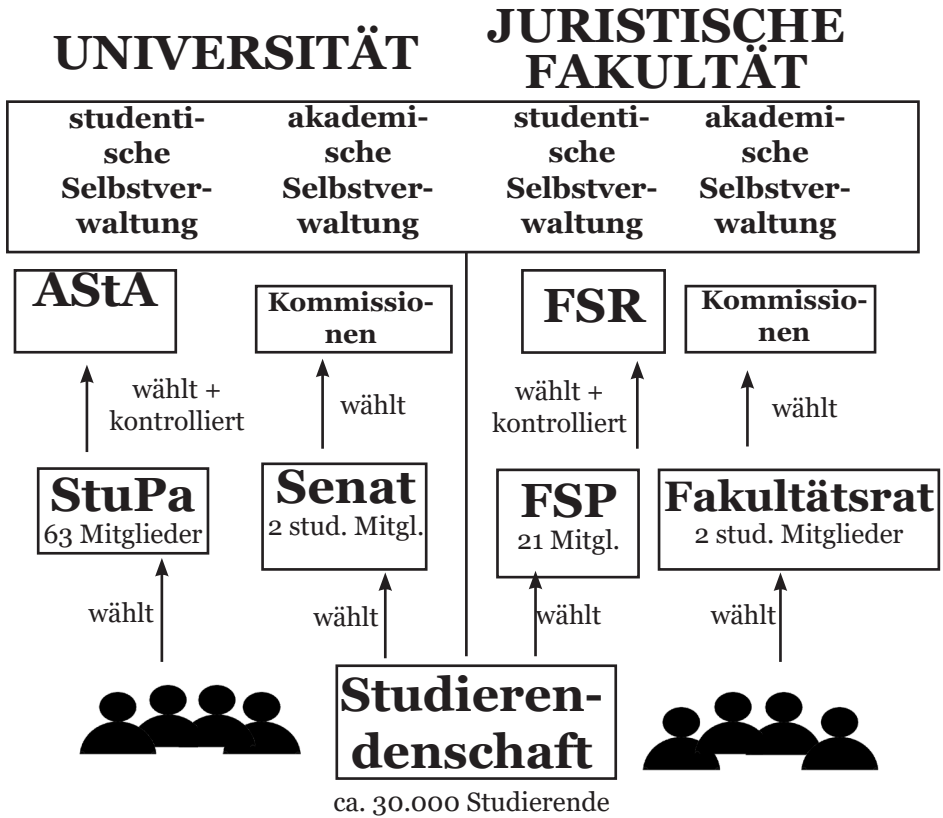 UNIVERSITÄT
JURISTISCHE
FAKULTÄT
studenti-
sche
Selbstver-
waltung
akademi-
sche
Selbstver-
waltung
studenti-
sche
Selbstver-
waltung
akademi-
sche
Selbstver-
waltung
AStA
Kommissio-
nen
FSR
Kommissio-
nen
wählt +
kontrolliert
wählt
wählt +
kontrolliert
wählt
StuPa
63 Mitglieder
Senat
2 stud. Mitgl.
FSP
21 Mitgl.
Fakultätsrat
2 stud. Mitglieder
wählt
wählt
wählt
wählt
Studieren-
denschaft
ca. 30.000 Studierende